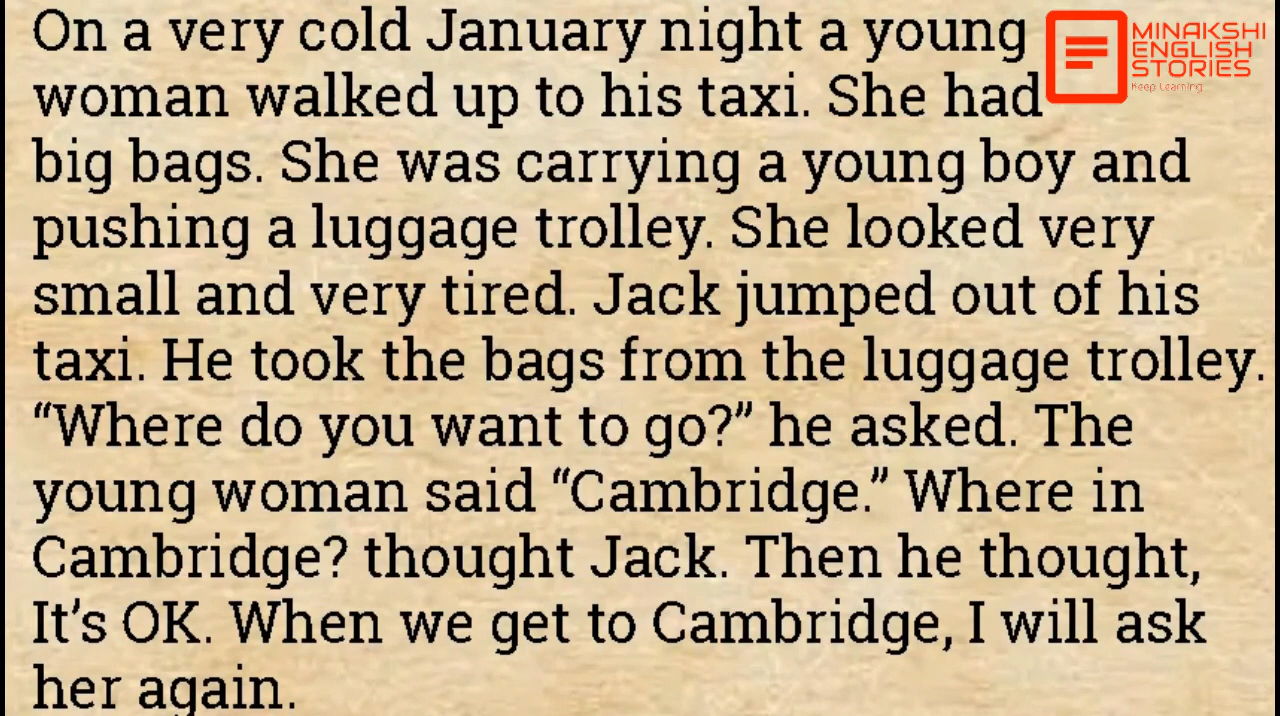 On a very cold January night a young
woman walked up to his taxi. She had
big bags. She was carrying a young boy and
pushing a luggage trolley. She looked very
small and very tired. Jack jumped out of his
taxi. He took the bags from the luggage trolley.
“Where do you want to go?” he asked. The
young woman said “Cambridge.” Where in
Cambridge? thought Jack. Then he thought,
It’s OK. When we get to Cambridge, I will ask
her again.
MINAKSHI
ENGLISH
STORIES
Keep Learning